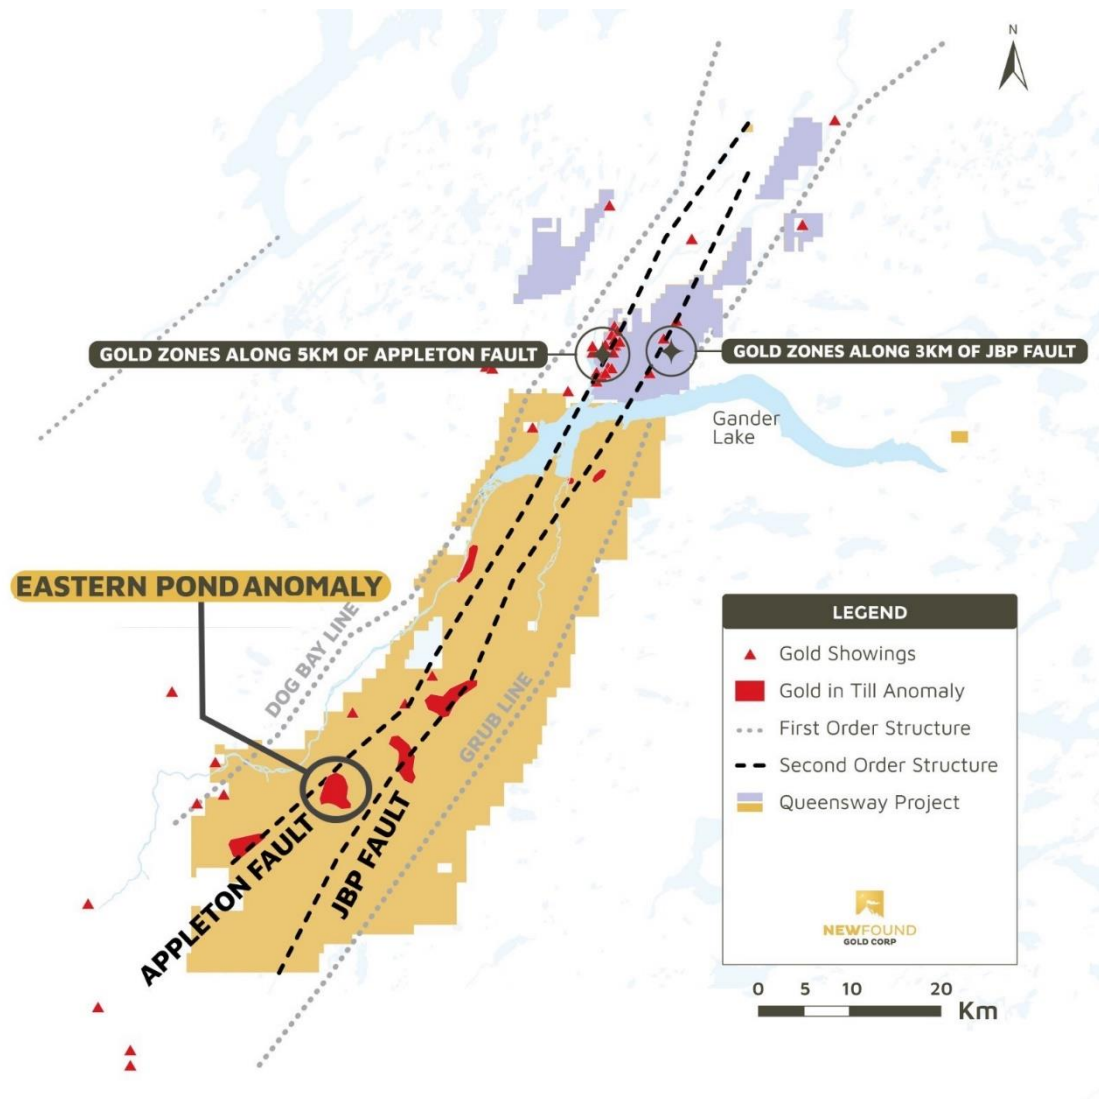 N
GOLD ZONES ALONG 5KM OF APPLETON FAULT
GOLD ZONES ALONG 3KM OF JBP FAULT
Gander
Lake
EASTERN POND ANOMALY
DOG BAY LINE
GRUB LINE
APPLETON FAULT
JBP FAULT
LEGEND
Gold Showings
Gold in Till Anomaly
First Order Structure
Second Order Structure
Queensway Project
NEWFOUND
GOLD CORP
0 5 10 20
Km